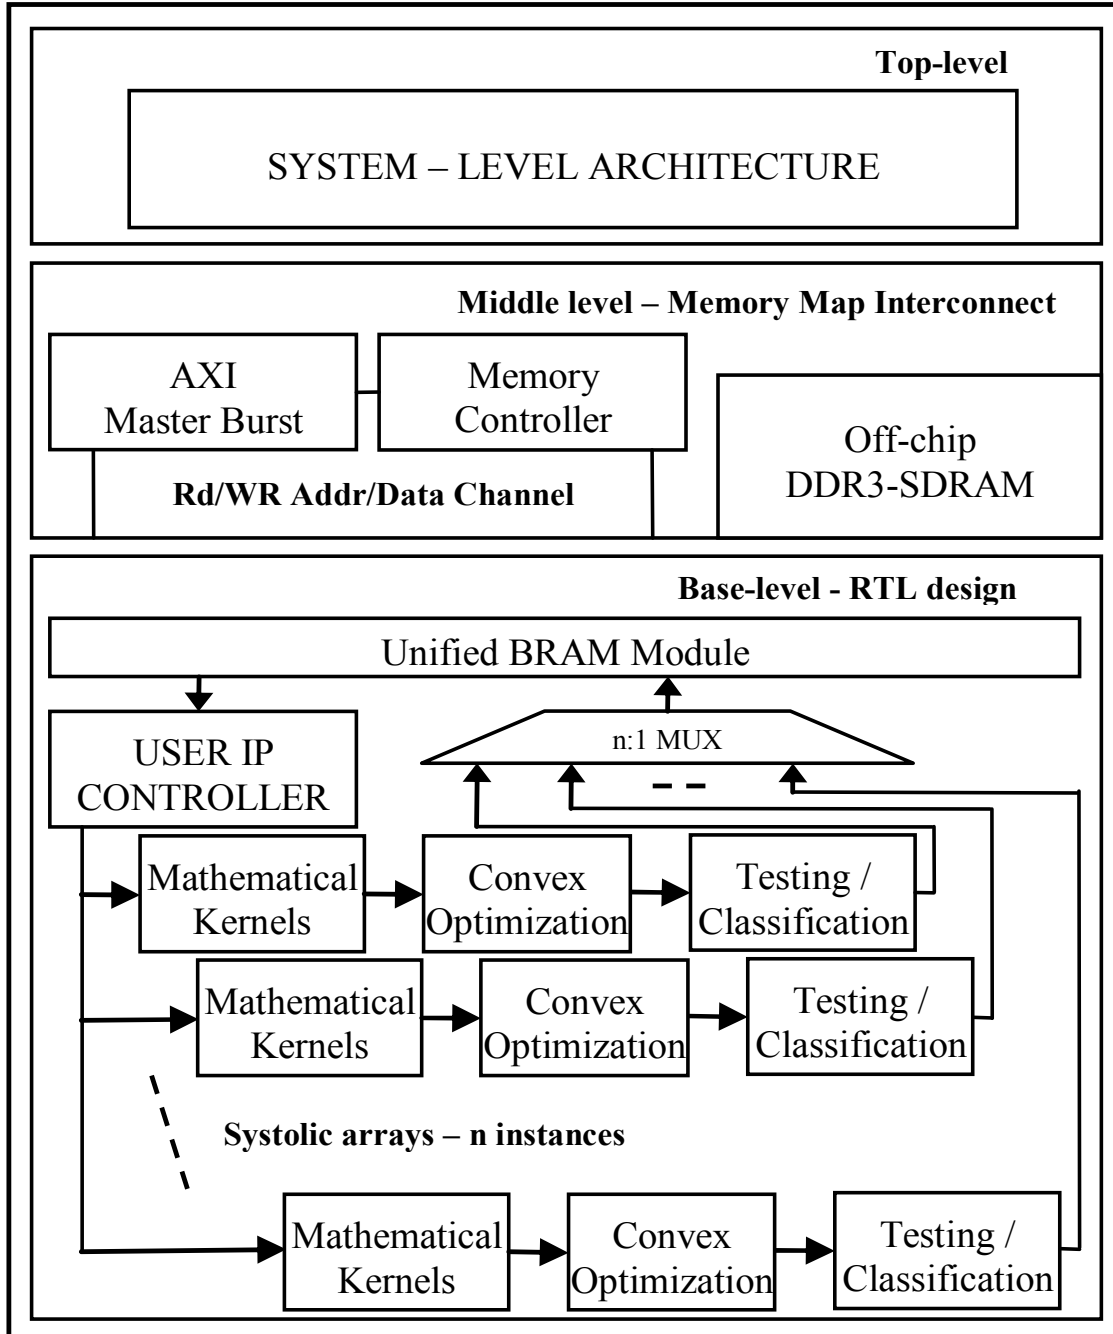 Top-level
SYSTEM – LEVEL ARCHITECTURE
Middle level – Memory Map Interconnect
AXI
Master Burst
Memory
Controller
Off-chip
DDR3-SDRAM
Rd/WR Addr/Data Channel
Base-level - RTL design
Unified BRAM Module
USER IP
CONTROLLER
n:1 MUX
Mathematical
Kernels
Convex
Optimization
Testing /
Classification
Mathematical
Kernels
Convex
Optimization
Testing /
Classification
Systolic arrays – n instances
Mathematical
Kernels
Convex
Optimization
Testing /
Classification